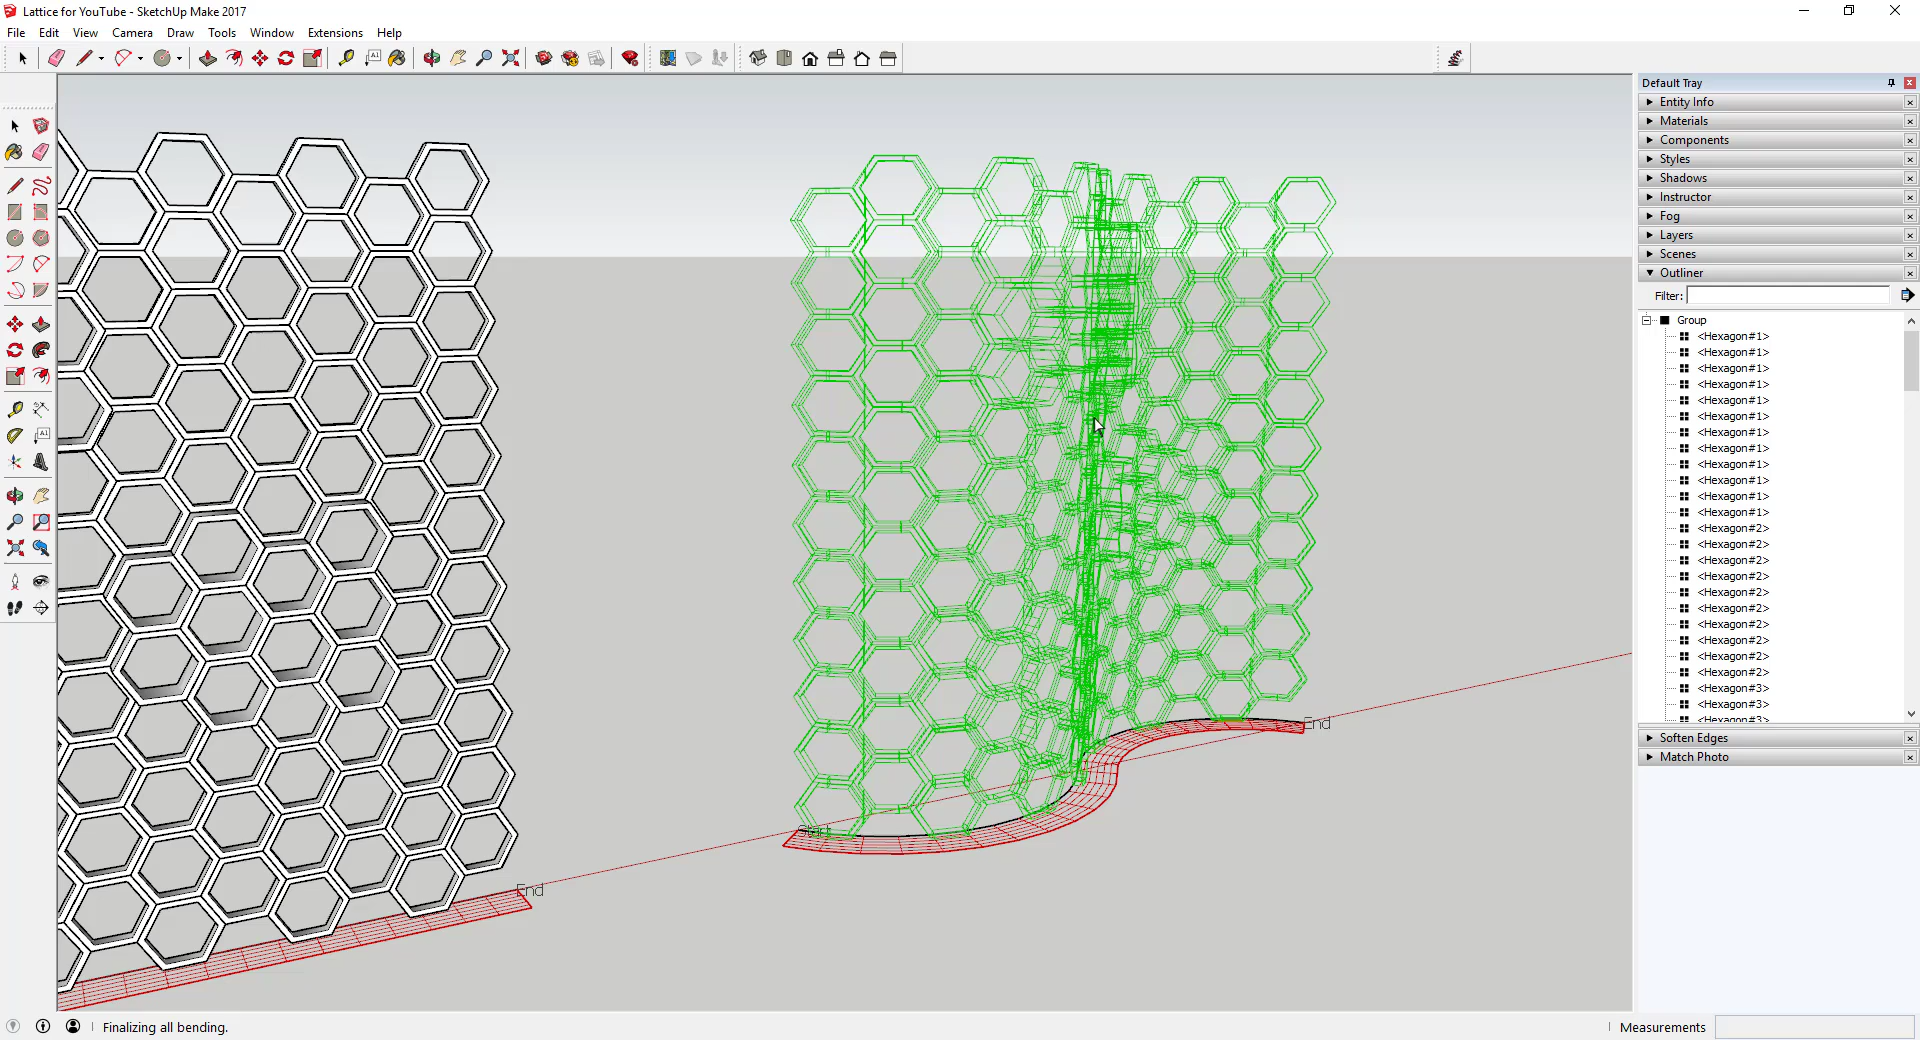 Lattice for YouTube - SketchUp Make 2017
File Edit View Camera Draw Tools Window Extensions Help
Default Tray
Entity Info
Materials
Components
Styles
Shadows
Instructor
Fog
Layers
Scenes
Outliner
Filter:
Group
<Hexagon#1>
<Hexagon#1>
<Hexagon#1>
<Hexagon#1>
<Hexagon#1>
<Hexagon#1>
<Hexagon#1>
<Hexagon#1>
<Hexagon#1>
<Hexagon#1>
<Hexagon#1>
<Hexagon#1>
<Hexagon#2>
<Hexagon#2>
<Hexagon#2>
<Hexagon#2>
<Hexagon#2>
<Hexagon#2>
<Hexagon#2>
<Hexagon#2>
<Hexagon#2>
<Hexagon#2>
<Hexagon#3>
<Hexagon#3>
<Hexagon#3>
Soften Edges
Match Photo
End
Start
End
A1
A1
Finalizing all bending.
Measurements